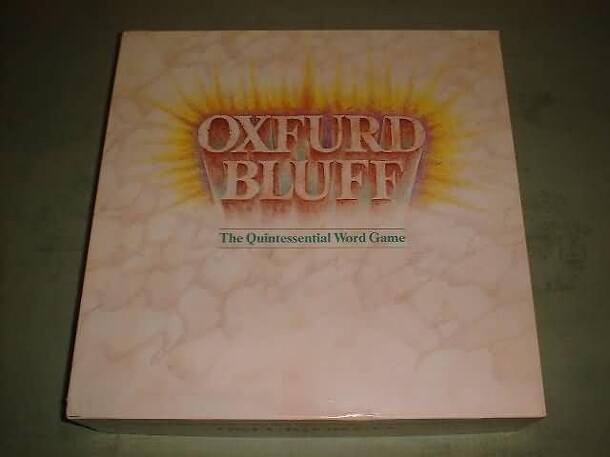 OXFURD
BLUFF
The Quintessential Word Game